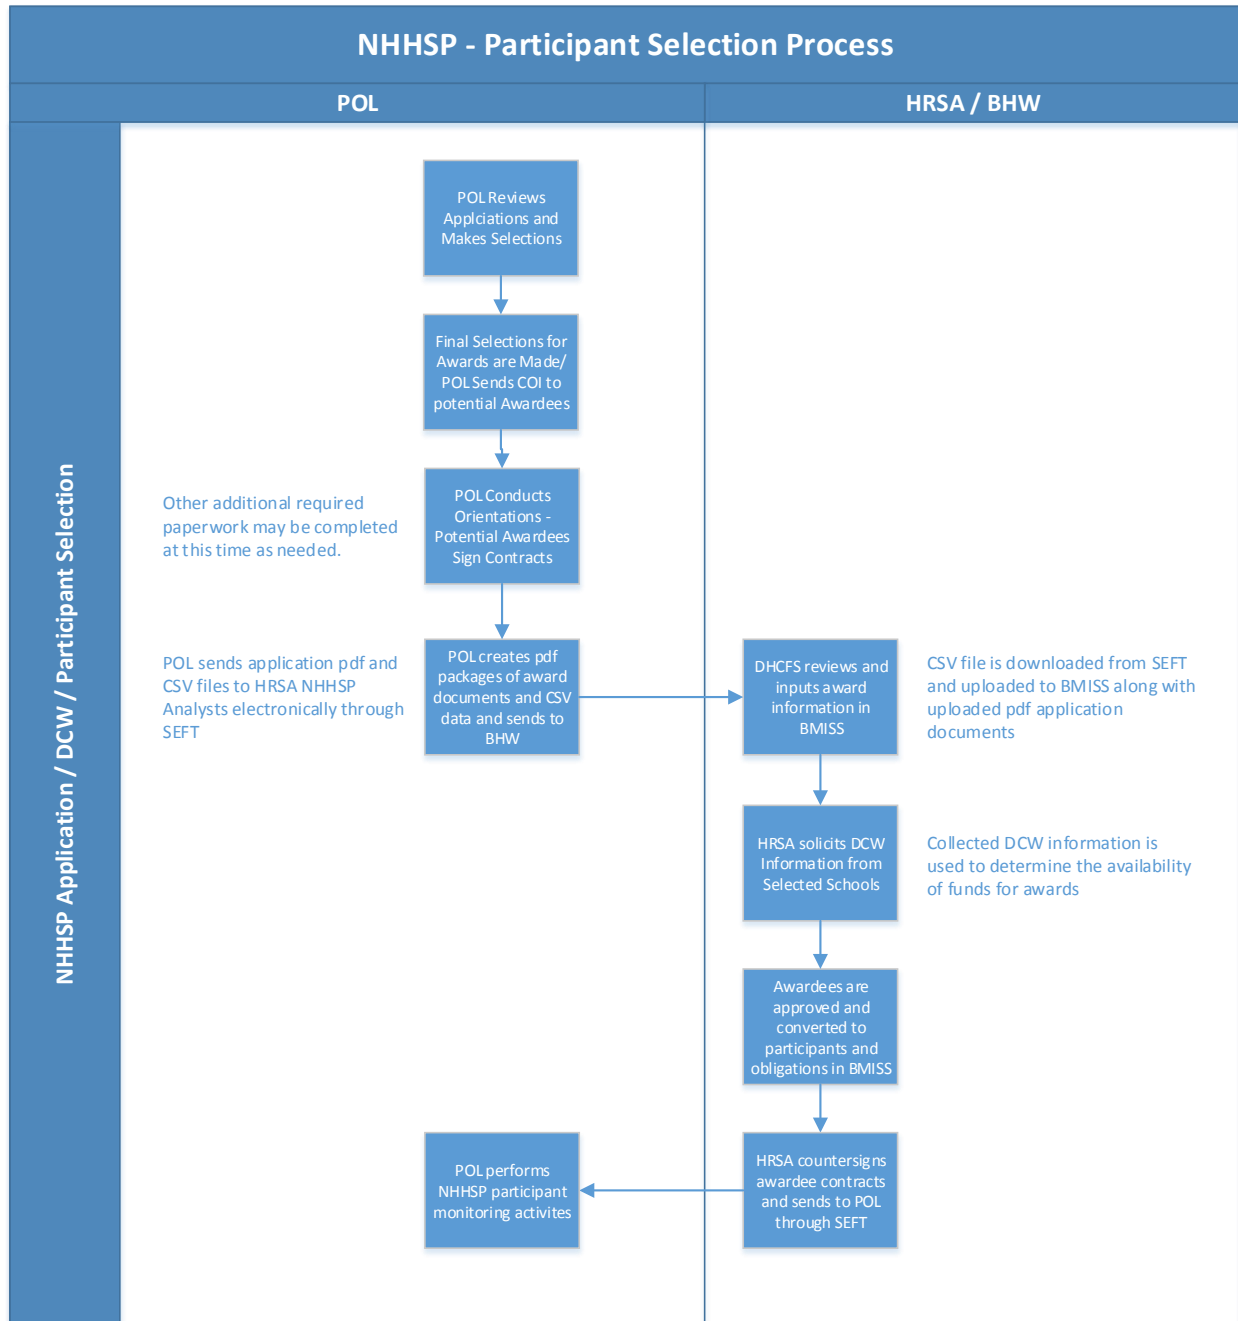 NHHSP - Participant Selection Process
POL
HRSA / BHW
NHHSP Application / DCW / Participant Selection
POL Reviews
Applciations and
Makes Selections
Final Selections for
Awards are Made/
POL Sends COI to
potential Awardees
Other additional required
paperwork may be completed
at this time as needed.
POL Conducts
Orientations -
Potential Awardees
Sign Contracts
POL sends application pdf and
CSV files to HRSA NHHSP
Analysts electronically through
SEFT
POL creates pdf
packages of award
documents and CSV
data and sends to
BHW
DHCFS reviews and
inputs award
information in
BMISS
CSV file is downloaded from SEFT
and uploaded to BMISS along with
uploaded pdf application
documents
HRSA solicits DCW
Information from
Selected Schools
Collected DCW information is
used to determine the availability
of funds for awards
Awardees are
approved and
converted to
participants and
obligations in BMISS
HRSA countersigns
awardee contracts
and sends to POL
through SEFT
POL performs
NHHSP participant
monitoring activites